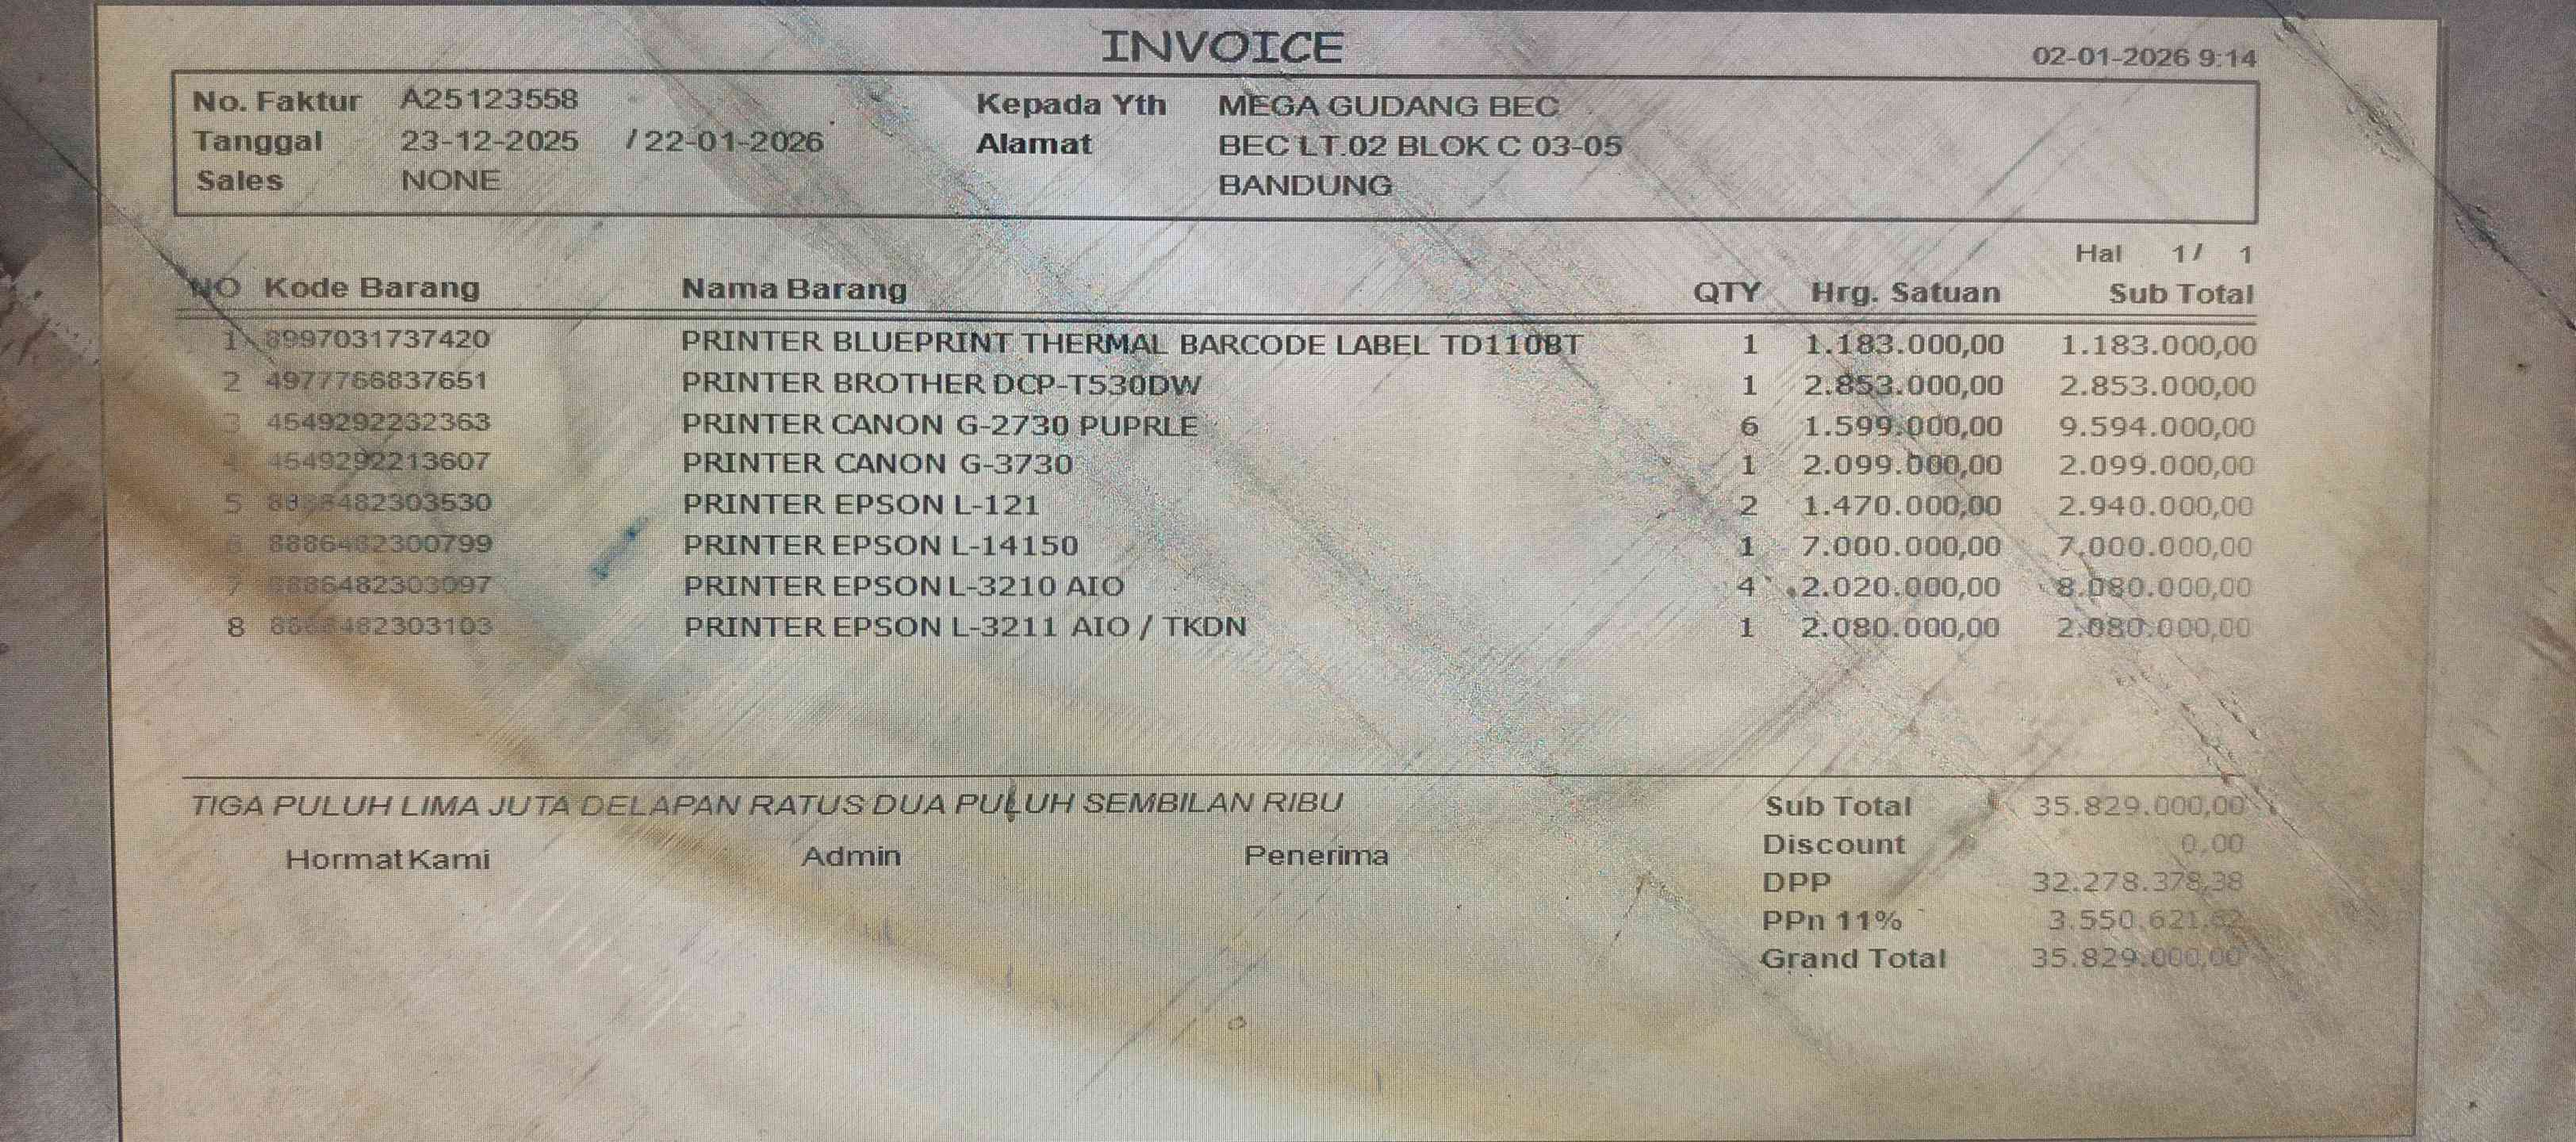 INVOICE
02-01-2026 9:14
No. Faktur A25123558 Kepada Yth MEGA GUDANG BEC
Tanggal 23-12-2025 / 22-01-2026 Alamat BEC LT.02 BLOK C 03-05
Sales NONE BANDUNG
Hal 1 / 1
NO Kode Barang Nama Barang QTY Hrg. Satuan Sub Total
1 8997031737420 PRINTER BLUEPRINT THERMAL BARCODE LABEL TD110BT 1 1.183.000,00 1.183.000,00
2 4977766837651 PRINTER BROTHER DCP-T530DW 1 2.853.000,00 2.853.000,00
3 4549292232363 PRINTER CANON G-2730 PUPRLE 6 1.599.000,00 9.594.000,00
4 4549292213607 PRINTER CANON G-3730 1 2.099.000,00 2.099.000,00
5 PRINTER EPSON L-121 2 1.470.000,00 2.940.000,00
6 8886482300799 PRINTER EPSON L-14150 1 7.000.000,00 7.000.000,00
7 8886482303097 PRINTER EPSON L-3210 AIO 4 2.020.000,00 8.080.000,00
8 PRINTER EPSON L-3211 AIO / TKDN 1 2.080.000,00 2.080.000,00
TIGA PULUH LIMA JUTA DELAPAN RATUS DUA PULUH SEMBILAN RIBU
Hormat Kami Admin Penerima
Sub Total 35.829.000,00
Discount 0,00
DPP 32.278.378,38
PPn 11% 3.550.621,62
Grand Total 35.829.000,00